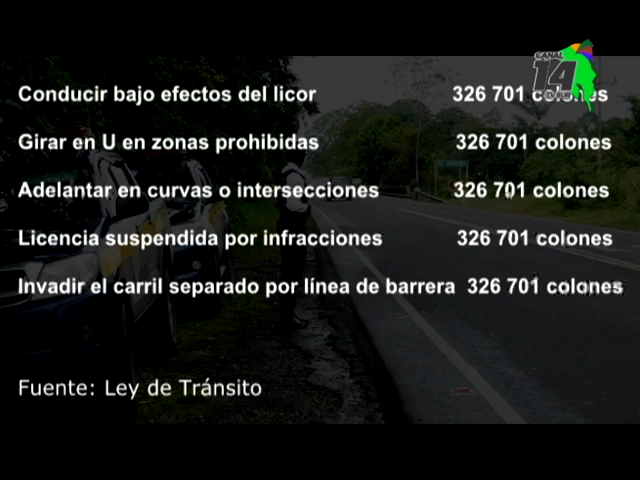 CANAL
14
Conducir bajo efectos del licor 326 701 colones
Girar en U en zonas prohibidas 326 701 colones
Adelantar en curvas o intersecciones 326 701 colones
Licencia suspendida por infracciones 326 701 colones
Invadir el carril separado por línea de barrera 326 701 colones
Fuente: Ley de Tránsito